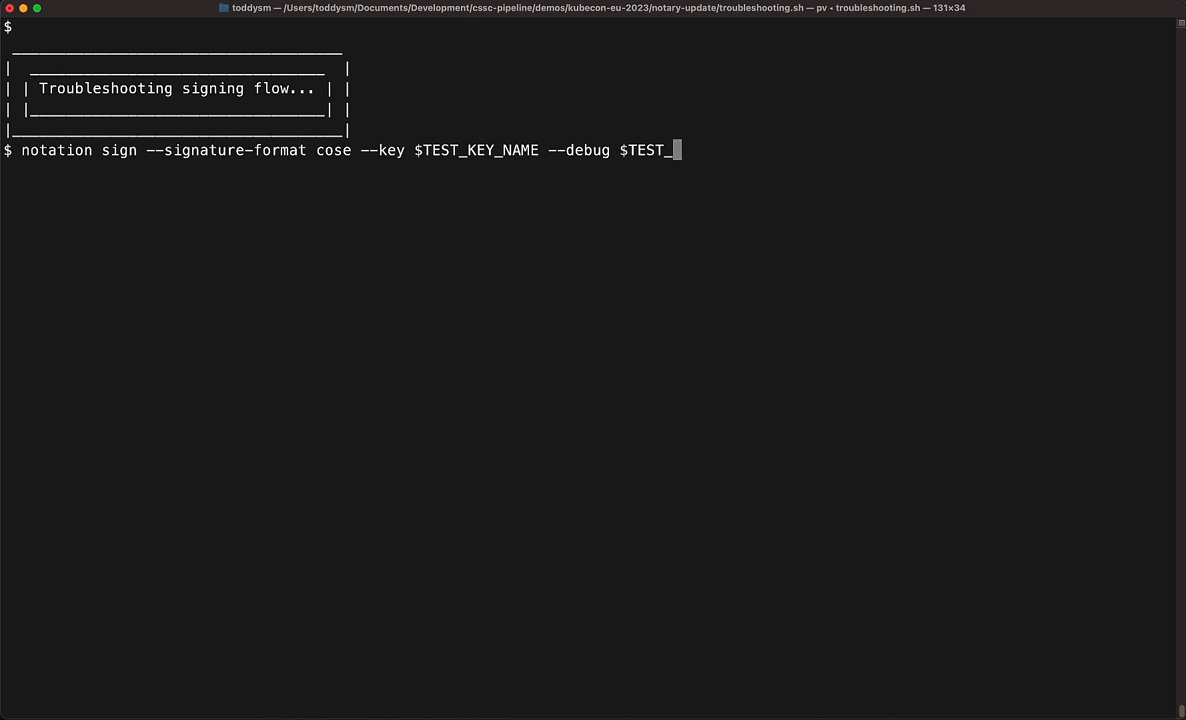 toddysm — /Users/toddysm/Documents/Development/cssc-pipeline/demos/kubecon-eu-2023/notary-update/troubleshooting.sh — pv ◂ troubleshooting.sh — 131×34
$
Troubleshooting signing flow...
$ notation sign --signature-format cose --key $TEST_KEY_NAME --debug $TEST_